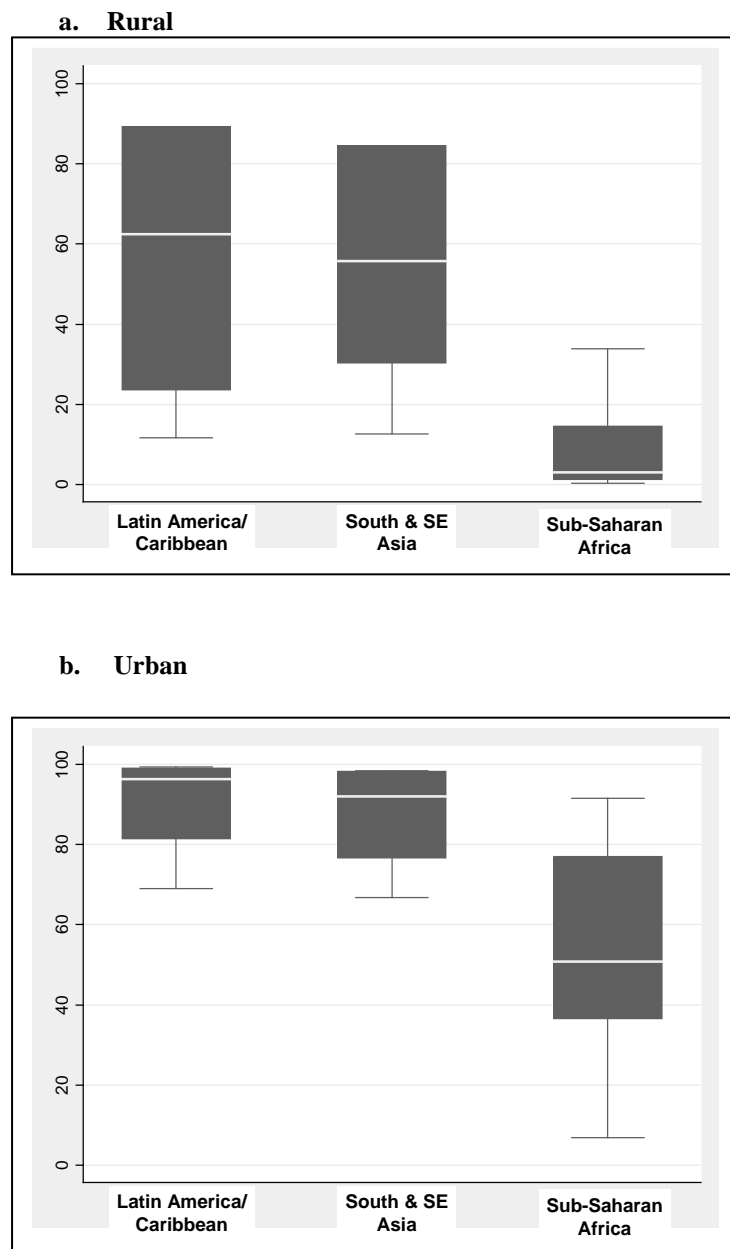 a. Rural
100
80
60
40
20
0
Latin America/
Caribbean
South & SE
Asia
Sub-Saharan
Africa
b. Urban
100
80
60
40
20
0
Latin America/
Caribbean
South & SE
Asia
Sub-Saharan
Africa